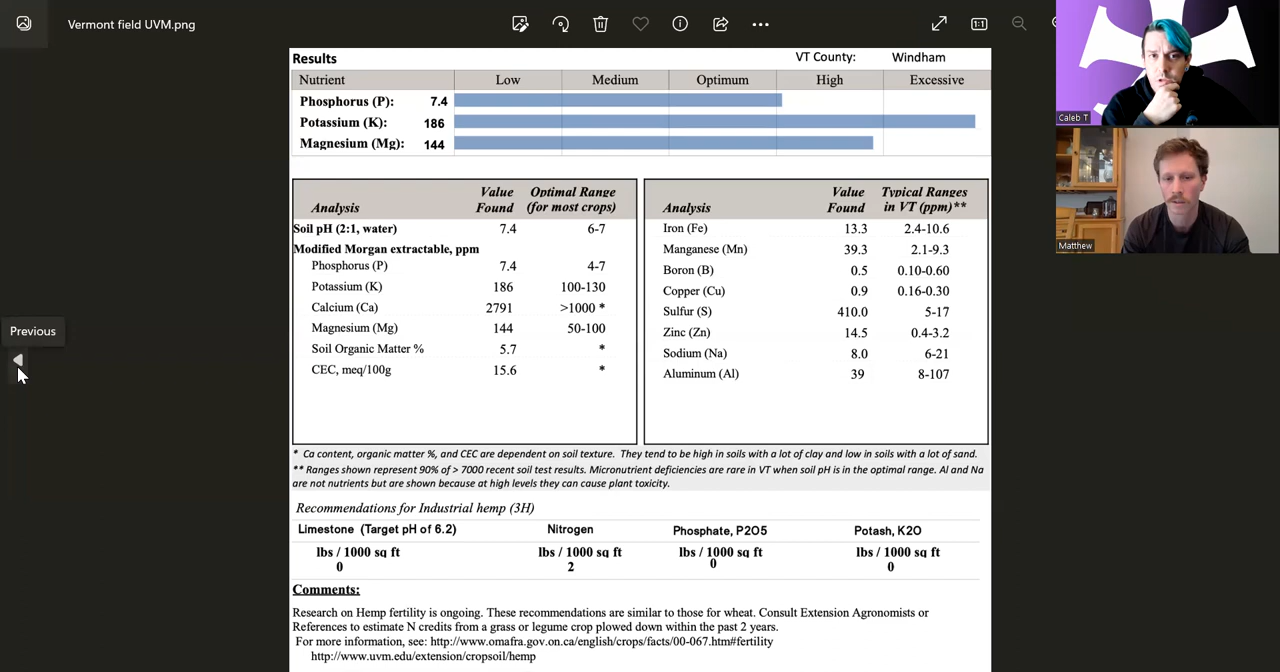 Vermont field UVM.png
Results VT County: Windham
Nutrient Low Medium Optimum High Excessive
Phosphorus (P): 7.4
Potassium (K): 186
Magnesium (Mg): 144
Analysis Value Found Optimal Range (for most crops)
Soil pH (2:1, water) 7.4 6-7
Modified Morgan extractable, ppm
Phosphorus (P) 7.4 4-7
Potassium (K) 186 100-130
Calcium (Ca) 2791 >1000 *
Magnesium (Mg) 144 50-100
Soil Organic Matter % 5.7 *
CEC, meq/100g 15.6 *
Analysis Value Found Typical Ranges in VT (ppm)**
Iron (Fe) 13.3 2.4-10.6
Manganese (Mn) 39.3 2.1-9.3
Boron (B) 0.5 0.10-0.60
Copper (Cu) 0.9 0.16-0.30
Sulfur (S) 410.0 5-17
Zinc (Zn) 14.5 0.4-3.2
Sodium (Na) 8.0 6-21
Aluminum (Al) 39 8-107
* Ca content, organic matter %, and CEC are dependent on soil texture. They tend to be high in soils with a lot of clay and low in soils with a lot of sand.
** Ranges shown represent 90% of > 7000 recent soil test results. Micronutrient deficiencies are rare in VT when soil pH is in the optimal range. Al and Na
are not nutrients but are shown because at high levels they can cause plant toxicity.
Recommendations for Industrial hemp (3H)
Limestone (Target pH of 6.2) Nitrogen Phosphate, P2O5 Potash, K2O
lbs / 1000 sq ft lbs / 1000 sq ft lbs / 1000 sq ft lbs / 1000 sq ft
0 2 0 0
Comments:
Research on Hemp fertility is ongoing. These recommendations are similar to those for wheat. Consult Extension Agronomists or
References to estimate N credits from a grass or legume crop plowed down within the past 2 years.
For more information, see: http://www.omafra.gov.on.ca/english/crops/facts/00-067.htm#fertility
http://www.uvm.edu/extension/cropsoil/hemp
Previous
1:1
Caleb T
Matthew